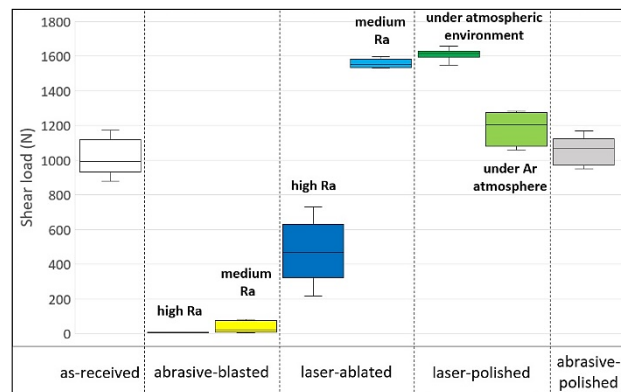 Shear load (N)
1800
1600
1400
1200
1000
800
600
400
200
0
high Ra
medium
Ra
high Ra
medium
Ra
under atmospheric
environment
under Ar
atmosphere
as-received
abrasive-blasted
laser-ablated
laser-polished
abrasive-
polished